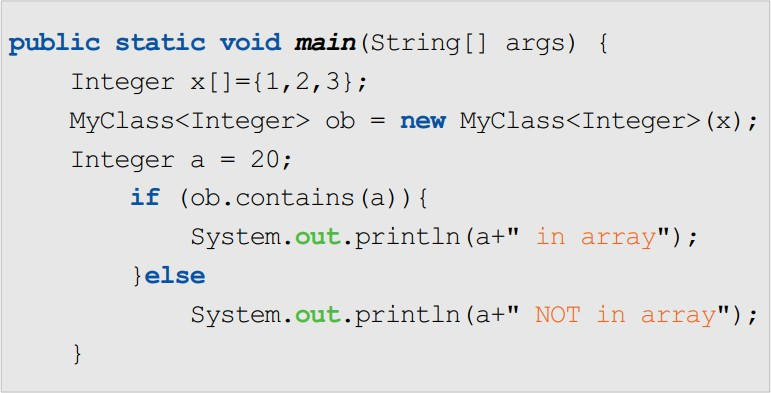 public static void main(String[] args) {
Integer x[]={1,2,3};
MyClass<Integer> ob = new MyClass<Integer>(x);
Integer a = 20;
if (ob.contains(a)){
System.out.println(a+" in array");
}else
System.out.println(a+" NOT in array");
}